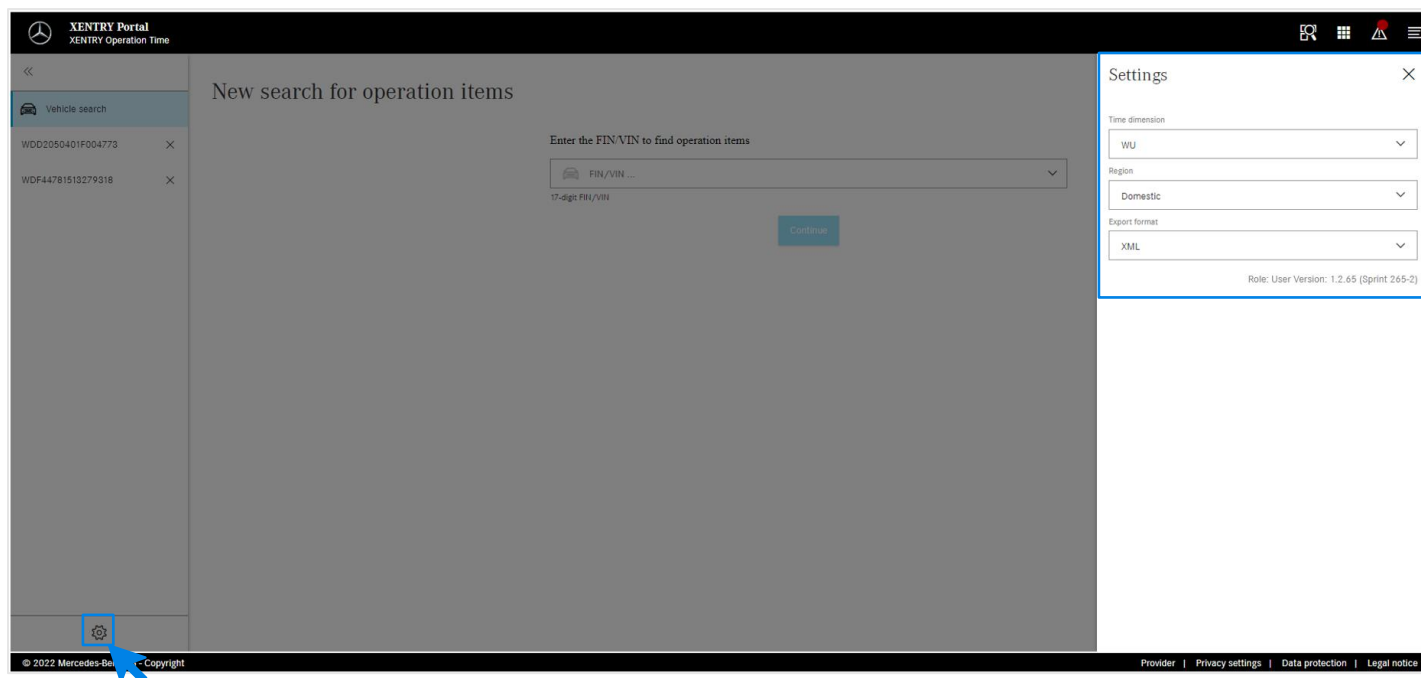 XENTRY Portal
XENTRY Operation Time
Vehicle search
WDD2050401F004773
WDF44781513279318
New search for operation items
Enter the FIN/VIN to find operation items
FIN/VIN ...
17-digit FIN/VIN
Continue
Settings
Time dimension
WU
Region
Domestic
Export format
XML
Role: User Version: 1.2.65 (Sprint 265-2)
© 2022 Mercedes-Be - Copyright
Provider | Privacy settings | Data protection | Legal notice